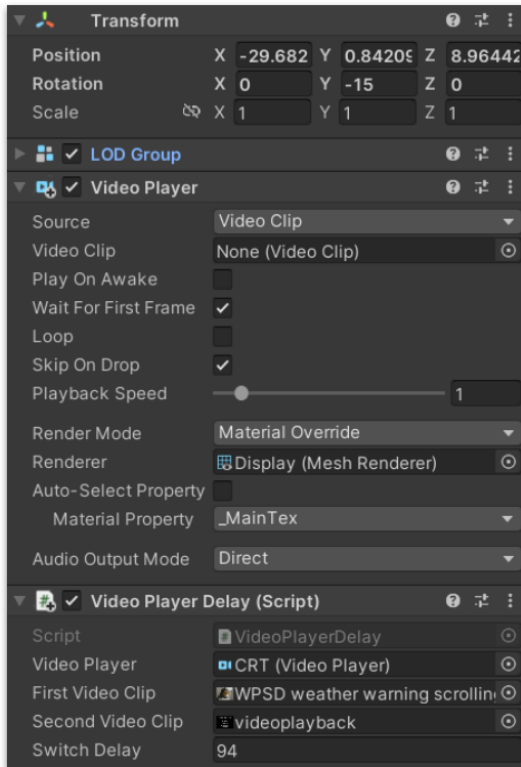 Transform
Position X -29.682 Y 0.84209 Z 8.96442
Rotation X 0 Y -15 Z 0
Scale X 1 Y 1 Z 1
LOD Group
Video Player
Source Video Clip
Video Clip None (Video Clip)
Play On Awake
Wait For First Frame
Loop
Skip On Drop
Playback Speed 1
Render Mode Material Override
Renderer Display (Mesh Renderer)
Auto-Select Property
Material Property _MainTex
Audio Output Mode Direct
Video Player Delay (Script)
Script VideoPlayerDelay
Video Player CRT (Video Player)
First Video Clip WPSD weather warning scrolling
Second Video Clip videoplayback
Switch Delay 94